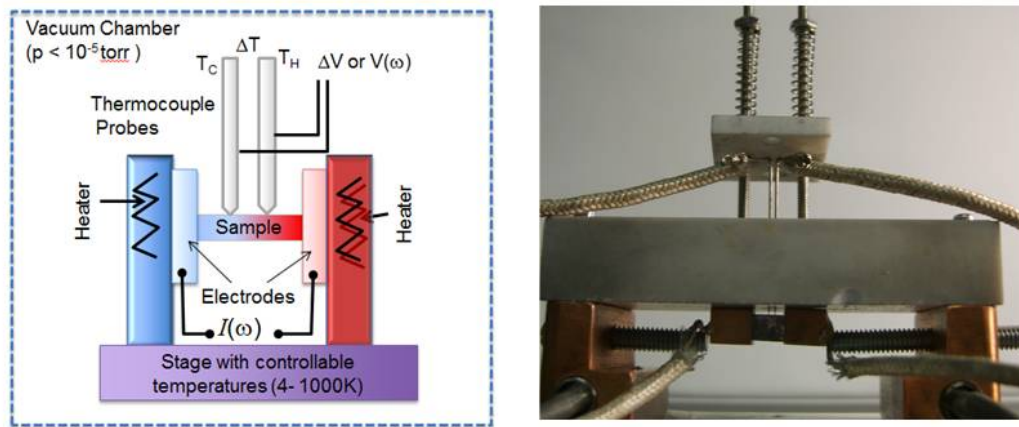 Vacuum Chamber
(p < 10⁻⁵torr )
ΔT
T_C
T_H
ΔV or V(ω)
Thermocouple
Probes
Heater
Sample
Heater
Electrodes
I(ω)
Stage with controllable
temperatures (4- 1000K)